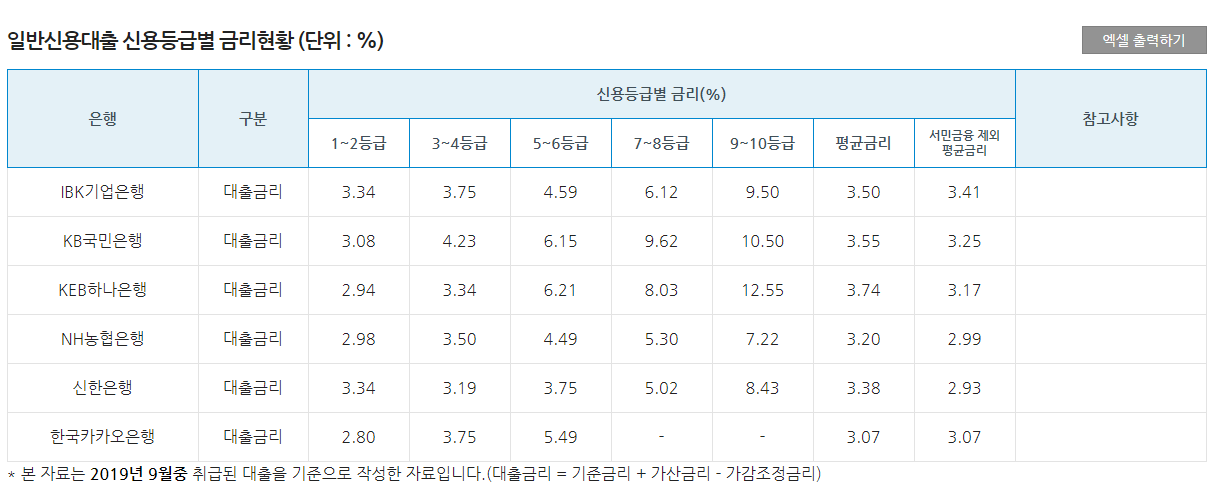 일반신용대출 신용등급별 금리현황 (단위 : %) 엑셀 출력하기
은행 구분 신용등급별 금리(%) 참고사항
1~2등급 3~4등급 5~6등급 7~8등급 9~10등급 평균금리 서민금융 제외
평균금리
IBK기업은행 대출금리 3.34 3.75 4.59 6.12 9.50 3.50 3.41
KB국민은행 대출금리 3.08 4.23 6.15 9.62 10.50 3.55 3.25
KEB하나은행 대출금리 2.94 3.34 6.21 8.03 12.55 3.74 3.17
NH농협은행 대출금리 2.98 3.50 4.49 5.30 7.22 3.20 2.99
신한은행 대출금리 3.34 3.19 3.75 5.02 8.43 3.38 2.93
한국카카오은행 대출금리 2.80 3.75 5.49 - - 3.07 3.07
* 본 자료는 2019년 9월중 취급된 대출을 기준으로 작성한 자료입니다.(대출금리 = 기준금리 + 가산금리 - 가감조정금리)